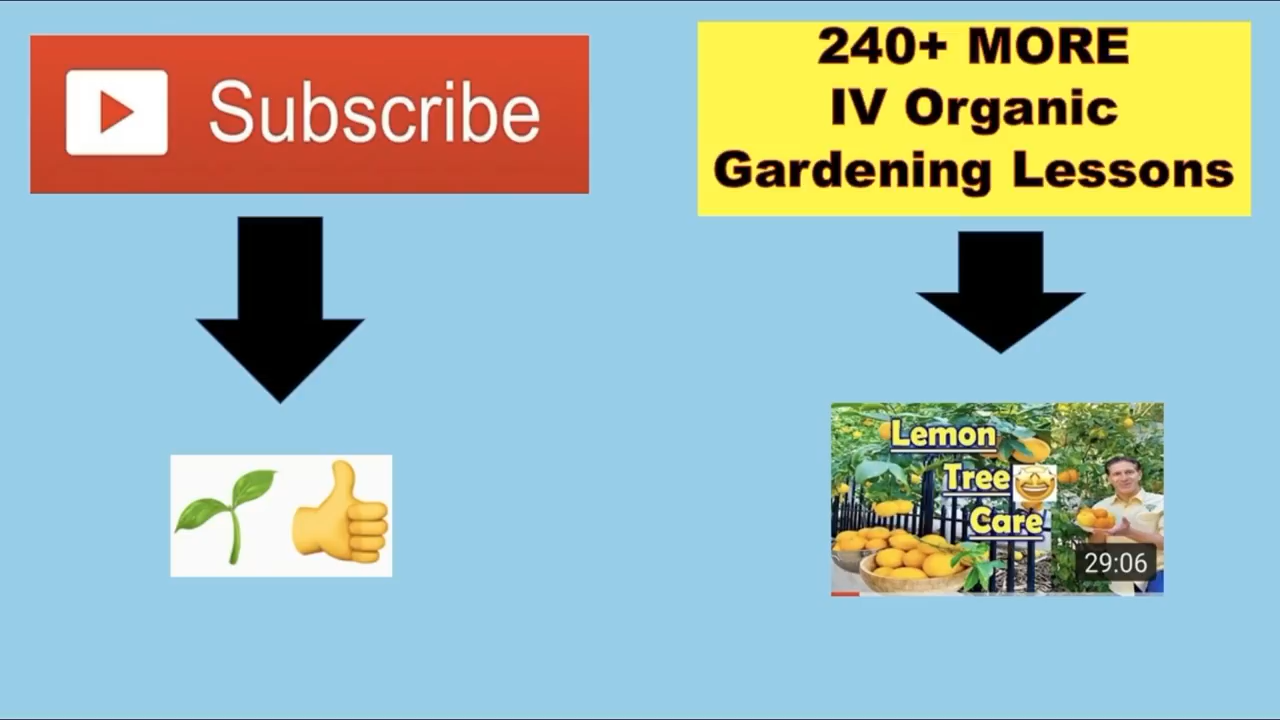 Subscribe
240+ MORE
IV Organic
Gardening Lessons
Lemon
Tree
Care
29:06